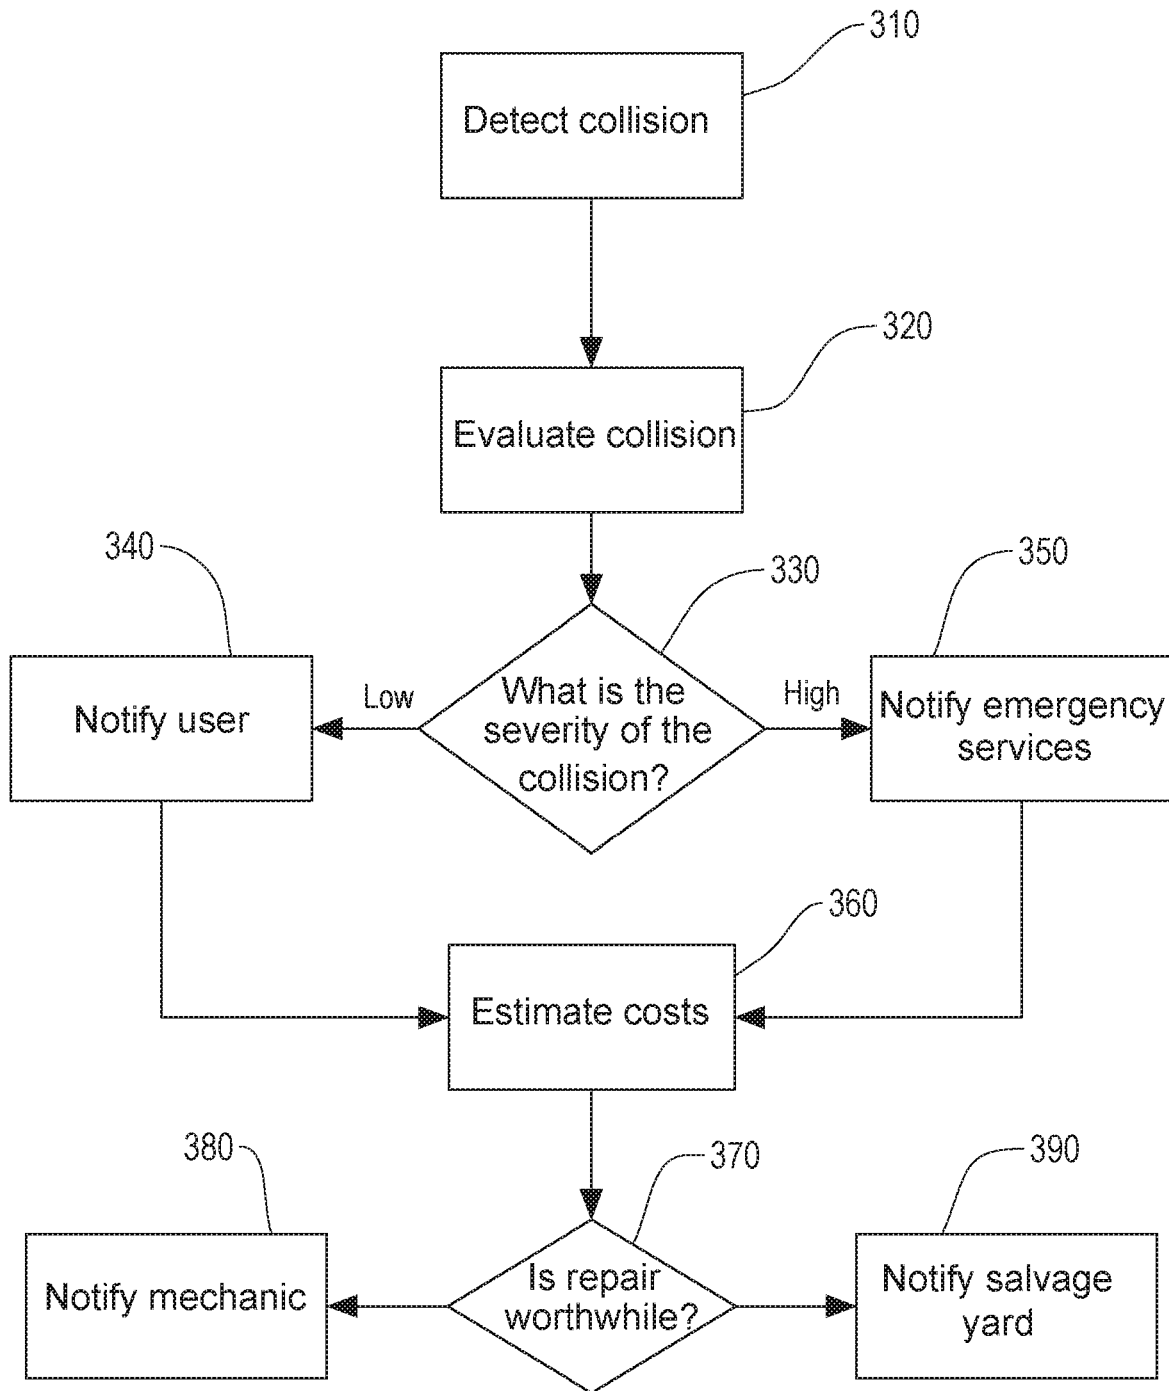 310
Detect collision
320
Evaluate collision
340
330
350
Notify user
Low
What is the
severity of the
collision?
High
Notify emergency
services
360
Estimate costs
380
370
390
Notify mechanic
Is repair
worthwhile?
Notify salvage
yard